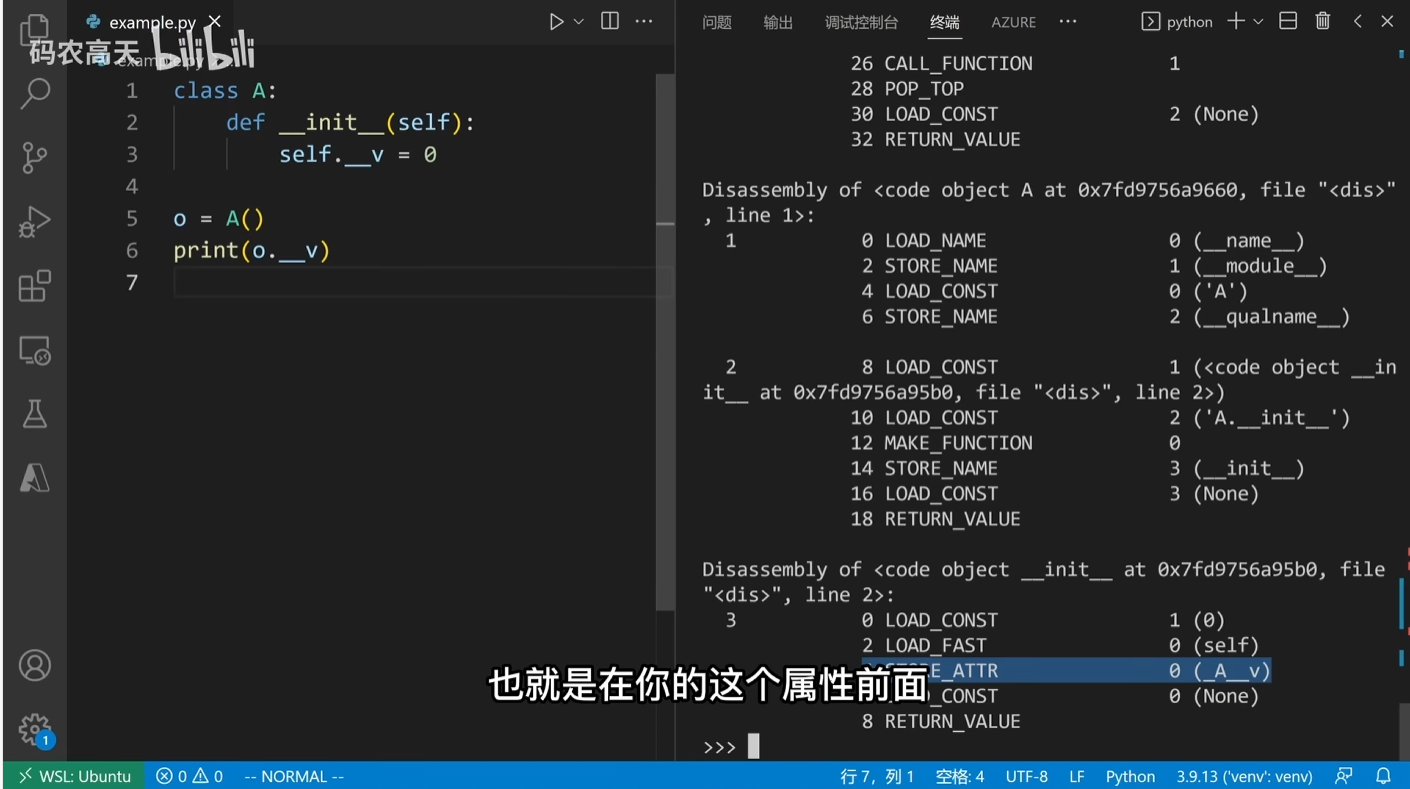 example.py
问题 输出 调试控制台 终端 AZURE
python
码农高天 bilibili
example.py
1 class A:
2 def __init__(self):
3 self.__v = 0
4
5 o = A()
6 print(o.__v)
7
26 CALL_FUNCTION 1
28 POP_TOP
30 LOAD_CONST 2 (None)
32 RETURN_VALUE
Disassembly of <code object A at 0x7fd9756a9660, file "<dis>"
, line 1>:
1 0 LOAD_NAME 0 (__name__)
2 STORE_NAME 1 (__module__)
4 LOAD_CONST 0 ('A')
6 STORE_NAME 2 (__qualname__)
2 8 LOAD_CONST 1 (<code object __in
it__ at 0x7fd9756a95b0, file "<dis>", line 2>)
10 LOAD_CONST 2 ('A.__init__')
12 MAKE_FUNCTION 0
14 STORE_NAME 3 (__init__)
16 LOAD_CONST 3 (None)
18 RETURN_VALUE
Disassembly of <code object __init__ at 0x7fd9756a95b0, file
"<dis>", line 2>:
3 0 LOAD_CONST 1 (0)
2 LOAD_FAST 0 (self)
STORE_ATTR 0 (_A__v)
LOAD_CONST 0 (None)
8 RETURN_VALUE
>>>
也就是在你的这个属性前面
1
WSL: Ubuntu 0 0 -- NORMAL -- 行 7，列 1 空格: 4 UTF-8 LF Python 3.9.13 ('venv': venv)